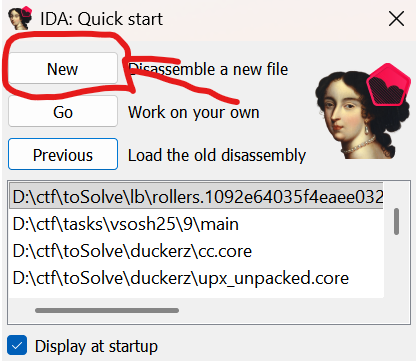 IDA: Quick start
New
Disassemble a new file
Go
Work on your own
Previous
Load the old disassembly
D:\ctf\toSolve\lb\rollers.1092e64035f4eaee032
D:\ctf\tasks\vsosh25\9\main
D:\ctf\toSolve\duckerz\cc.core
D:\ctf\toSolve\duckerz\upx_unpacked.core
Display at startup